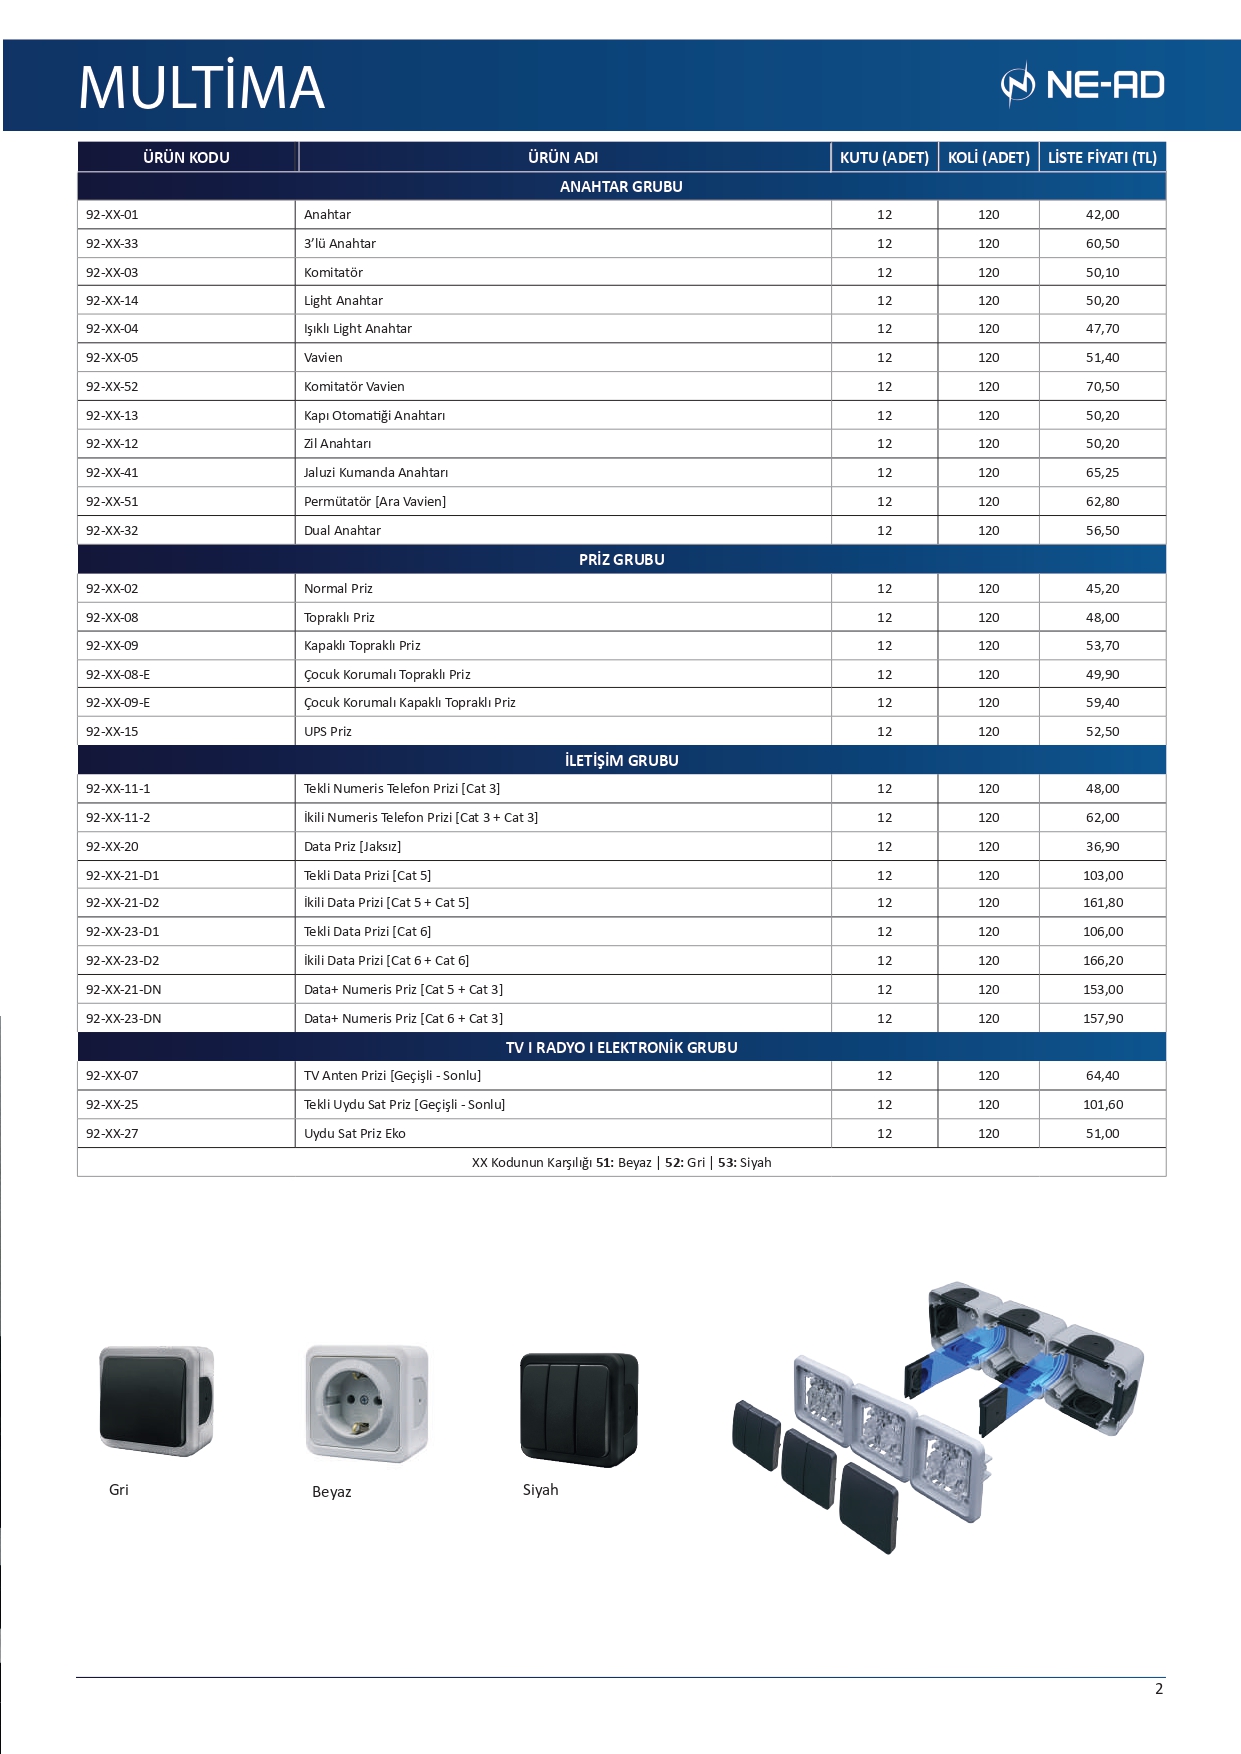 MULTİMA
NE-AD
ÜRÜN KODU ÜRÜN ADI KUTU (ADET) KOLİ (ADET) LİSTE FİYATI (TL)
ANAHTAR GRUBU
92-XX-01 Anahtar 12 120 42,00
92-XX-33 3’lü Anahtar 12 120 60,50
92-XX-03 Komitatör 12 120 50,10
92-XX-14 Light Anahtar 12 120 50,20
92-XX-04 Işıklı Light Anahtar 12 120 47,70
92-XX-05 Vavien 12 120 51,40
92-XX-52 Komitatör Vavien 12 120 70,50
92-XX-13 Kapı Otomatiği Anahtarı 12 120 50,20
92-XX-12 Zil Anahtarı 12 120 50,20
92-XX-41 Jaluzi Kumanda Anahtarı 12 120 65,25
92-XX-51 Permütatör [Ara Vavien] 12 120 62,80
92-XX-32 Dual Anahtar 12 120 56,50
PRİZ GRUBU
92-XX-02 Normal Priz 12 120 45,20
92-XX-08 Topraklı Priz 12 120 48,00
92-XX-09 Kapaklı Topraklı Priz 12 120 53,70
92-XX-08-E Çocuk Korumalı Topraklı Priz 12 120 49,90
92-XX-09-E Çocuk Korumalı Kapaklı Topraklı Priz 12 120 59,40
92-XX-15 UPS Priz 12 120 52,50
İLETİŞİM GRUBU
92-XX-11-1 Tekli Numeris Telefon Prizi [Cat 3] 12 120 48,00
92-XX-11-2 İkili Numeris Telefon Prizi [Cat 3 + Cat 3] 12 120 62,00
92-XX-20 Data Priz [Jaksız] 12 120 36,90
92-XX-21-D1 Tekli Data Prizi [Cat 5] 12 120 103,00
92-XX-21-D2 İkili Data Prizi [Cat 5 + Cat 5] 12 120 161,80
92-XX-23-D1 Tekli Data Prizi [Cat 6] 12 120 106,00
92-XX-23-D2 İkili Data Prizi [Cat 6 + Cat 6] 12 120 166,20
92-XX-21-DN Data+ Numeris Priz [Cat 5 + Cat 3] 12 120 153,00
92-XX-23-DN Data+ Numeris Priz [Cat 6 + Cat 3] 12 120 157,90
TV I RADYO I ELEKTRONİK GRUBU
92-XX-07 TV Anten Prizi [Geçişli - Sonlu] 12 120 64,40
92-XX-25 Tekli Uydu Sat Priz [Geçişli - Sonlu] 12 120 101,60
92-XX-27 Uydu Sat Priz Eko 12 120 51,00
XX Kodunun Karşılığı 51: Beyaz | 52: Gri | 53: Siyah
Gri
Beyaz
Siyah
2